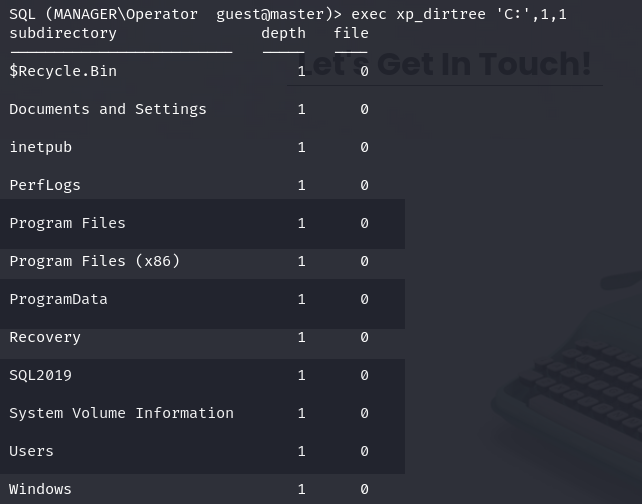 SQL (MANAGER\Operator  guest@master)> exec xp_dirtree 'C:',1,1
subdirectory depth file
Let's Get In Touch!
$Recycle.Bin 1 0
Documents and Settings 1 0
inetpub 1 0
PerfLogs 1 0
Program Files 1 0
Program Files (x86) 1 0
ProgramData 1 0
Recovery 1 0
SQL2019 1 0
System Volume Information 1 0
Users 1 0
Windows 1 0